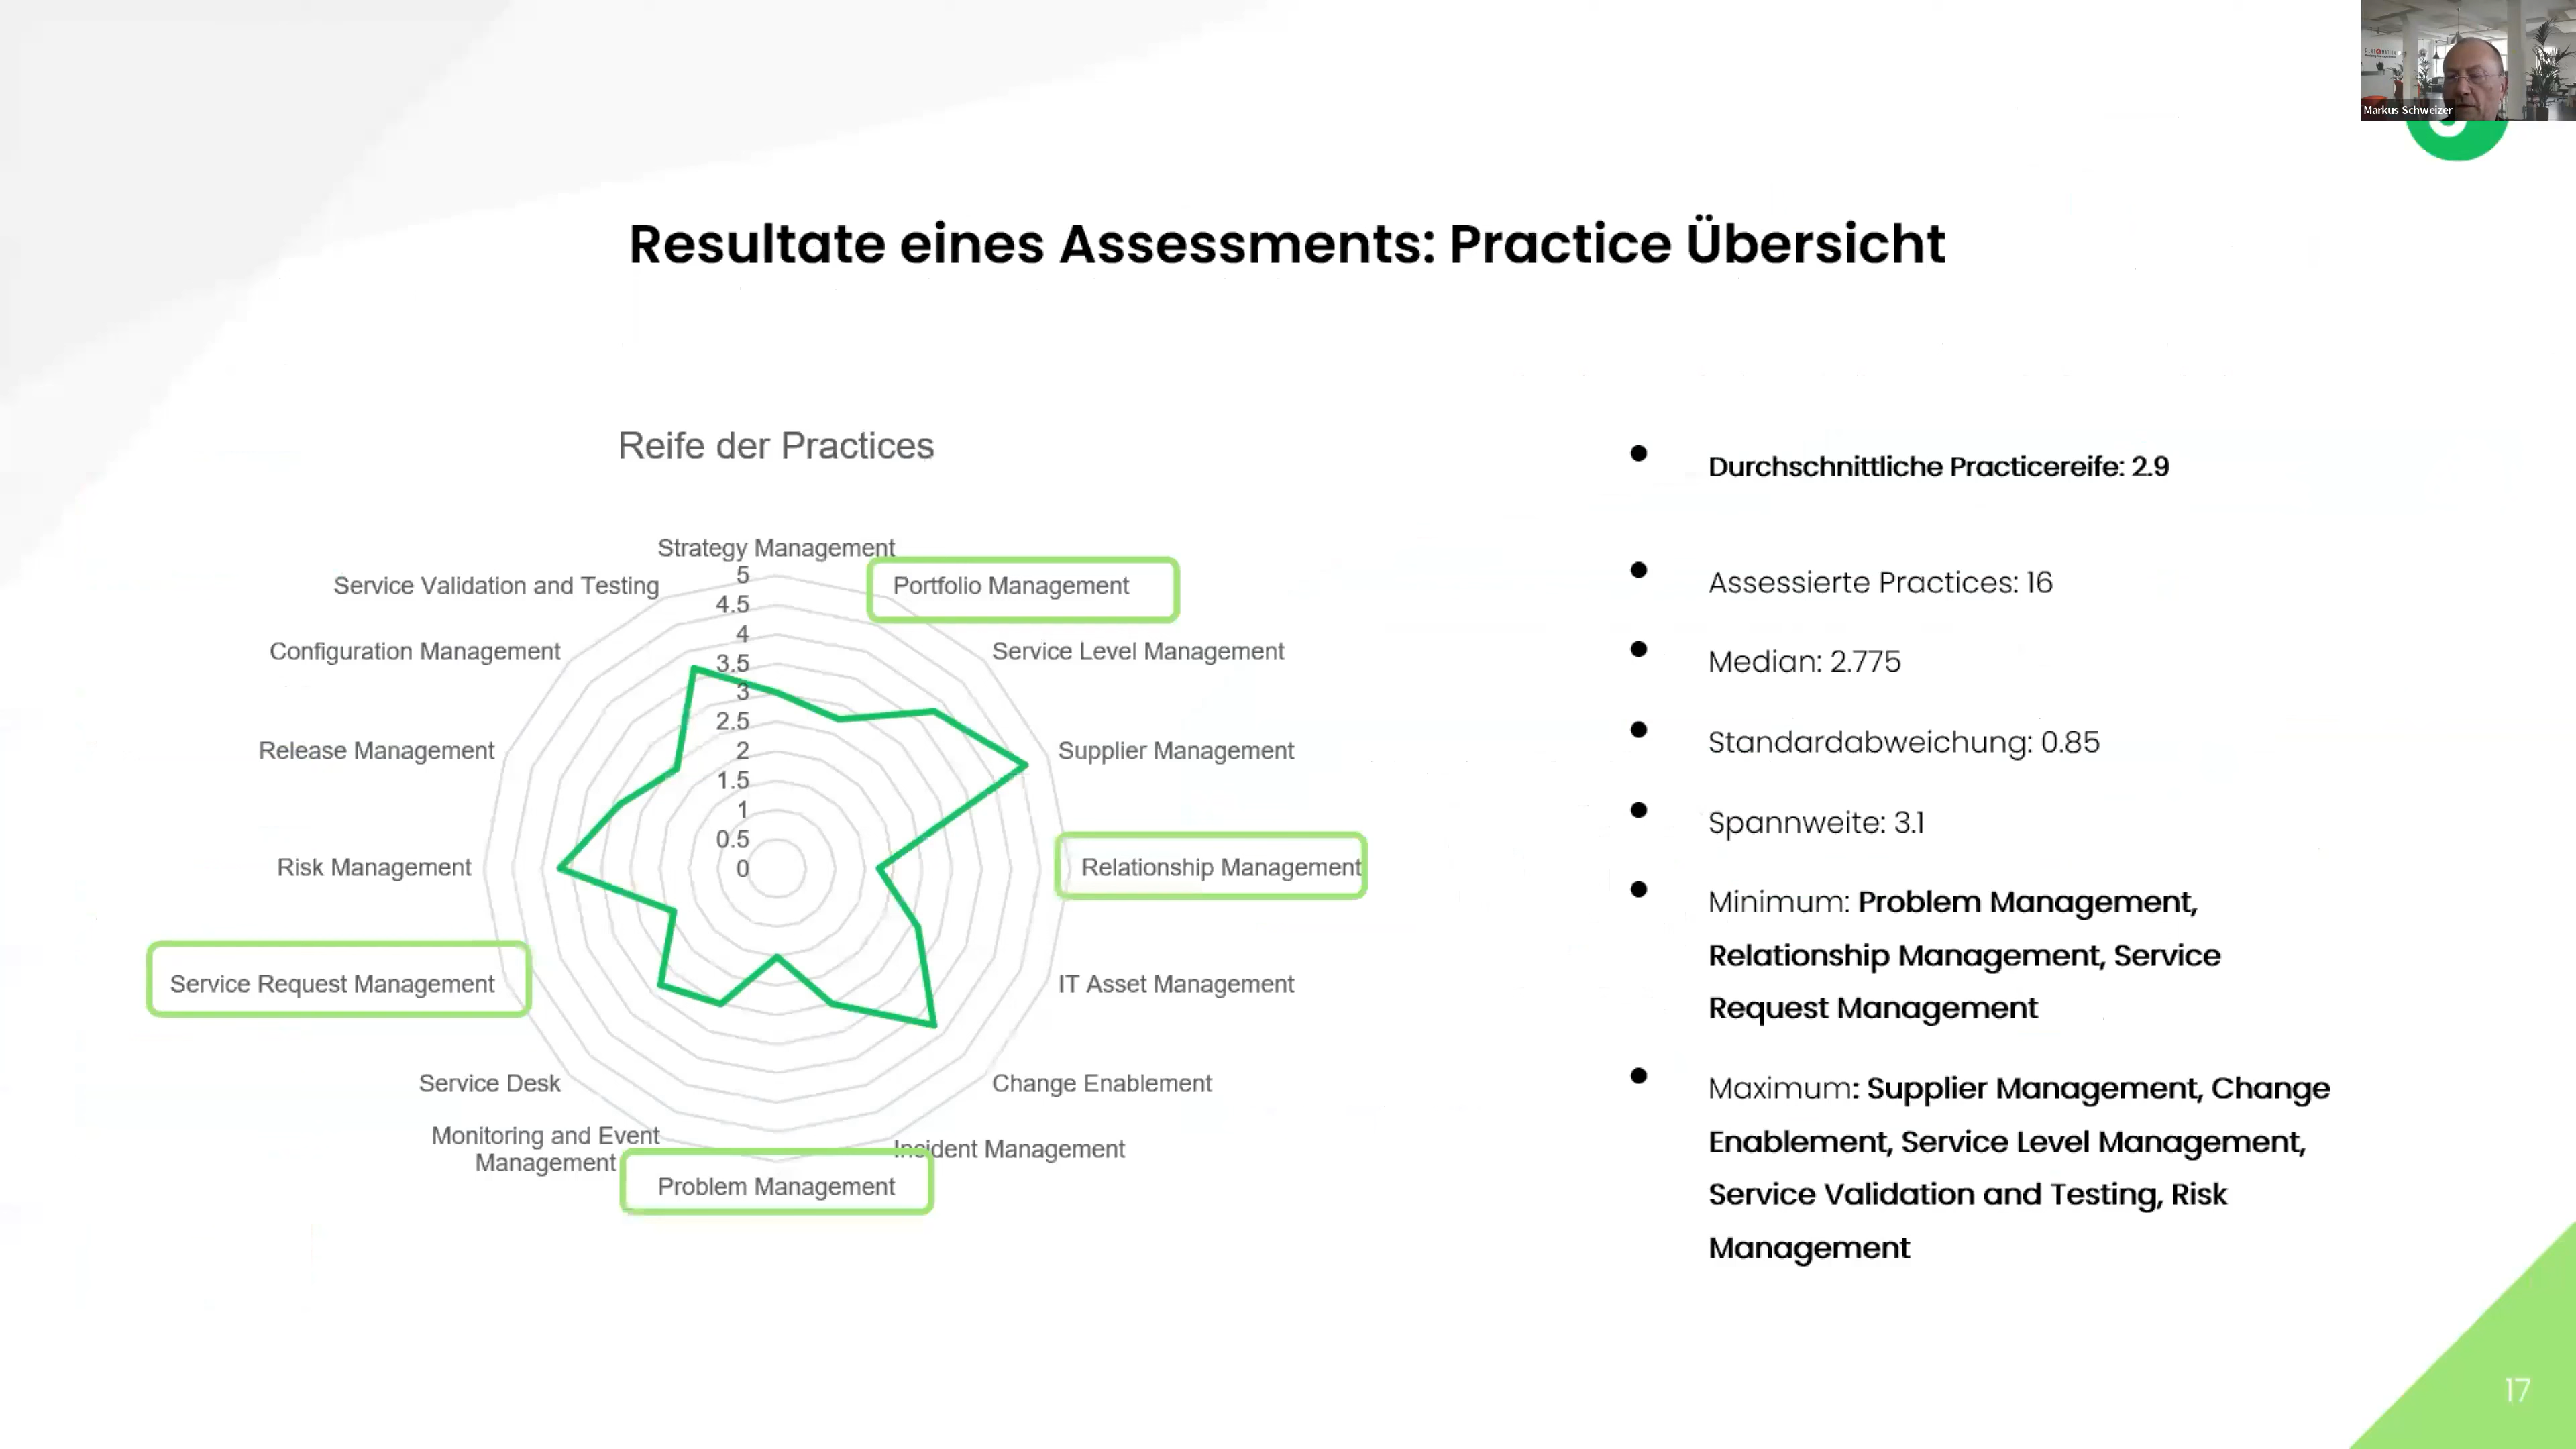 Markus Schweizer
Resultate eines Assessments: Practice Übersicht
Reife der Practices
Strategy Management
Portfolio Management
Service Level Management
Supplier Management
Relationship Management
IT Asset Management
Change Enablement
Incident Management
Problem Management
Monitoring and Event
Management
Service Desk
Service Request Management
Risk Management
Release Management
Configuration Management
Service Validation and Testing
5
4.5
4
3.5
3
2.5
2
1.5
1
0.5
0
Durchschnittliche Practicereife: 2.9
Assessierte Practices: 16
Median: 2.775
Standardabweichung: 0.85
Spannweite: 3.1
Minimum: Problem Management,
Relationship Management, Service
Request Management
Maximum: Supplier Management, Change
Enablement, Service Level Management,
Service Validation and Testing, Risk
Management
17